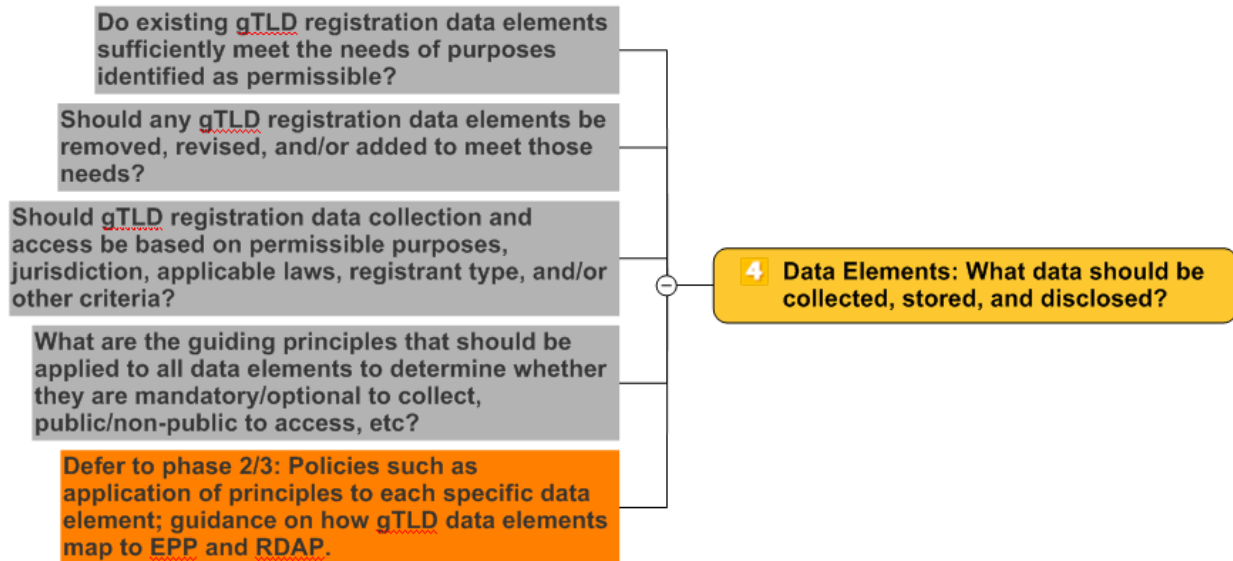 Do existing gTLD registration data elements
sufficiently meet the needs of purposes
identified as permissible?
Should any gTLD registration data elements be
removed, revised, and/or added to meet those
needs?
Should gTLD registration data collection and
access be based on permissible purposes,
jurisdiction, applicable laws, registrant type, and/or
other criteria?
What are the guiding principles that should be
applied to all data elements to determine whether
they are mandatory/optional to collect,
public/non-public to access, etc?
Defer to phase 2/3: Policies such as
application of principles to each specific data
element; guidance on how gTLD data elements
map to EPP and RDAP.
4 Data Elements: What data should be
collected, stored, and disclosed?